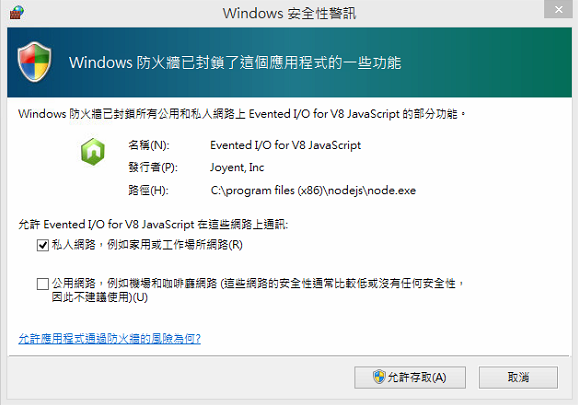 Windows 安全性警訊
Windows 防火牆已封鎖了這個應用程式的一些功能
Windows 防火牆已封鎖所有公用和私人網路上 Evented I/O for V8 JavaScript 的部分功能。
名稱(N): Evented I/O for V8 JavaScript
發行者(P): Joyent, Inc
路徑(H): C:\program files (x86)\nodejs\node.exe
允許 Evented I/O for V8 JavaScript 在這些網路上通訊:
私人網路，例如家用或工作場所網路(R)
公用網路，例如機場和咖啡廳網路 (這些網路的安全性通常比較低或沒有任何安全性，
因此不建議使用)(U)
允許應用程式通過防火牆的風險為何?
允許存取(A) 取消